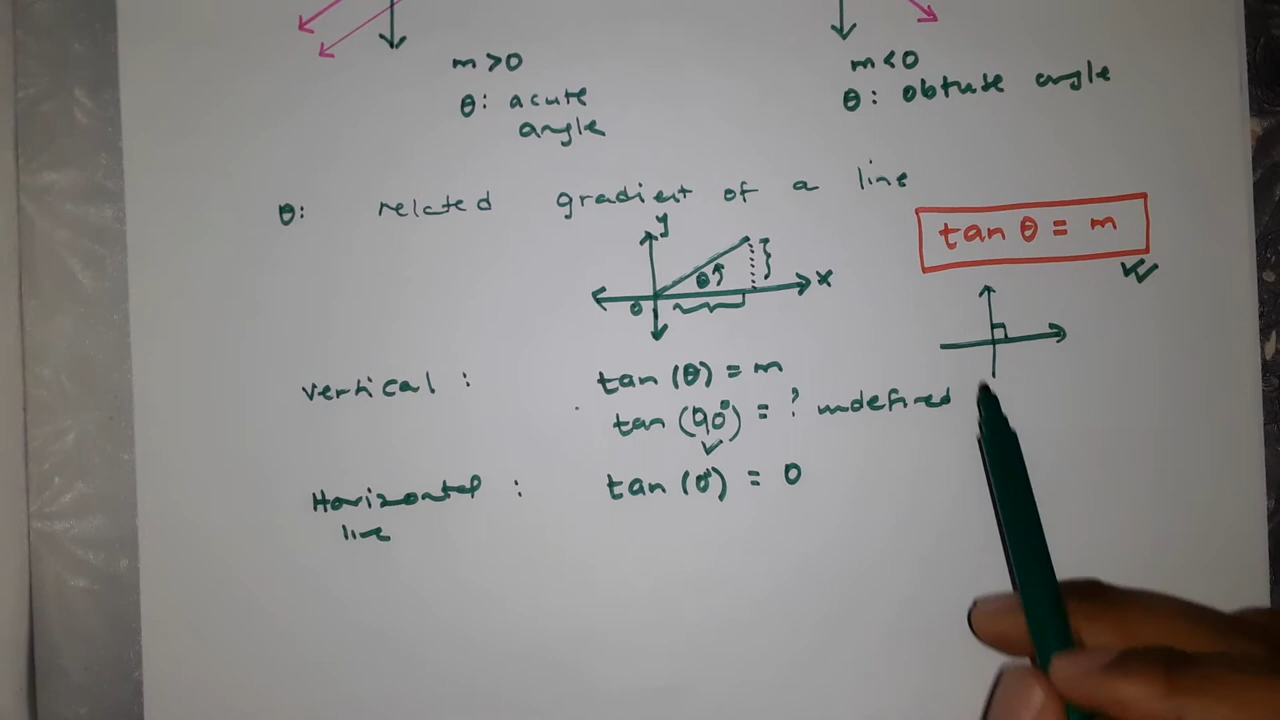 m > 0
θ: acute
angle
m < 0
θ: obtuse angle
θ: related gradient of a line
tan θ = m
y
θ
x
0
vertical : tan (θ) = m
tan (90°) = ? undefined
Horizontal : tan (0°) = 0
line